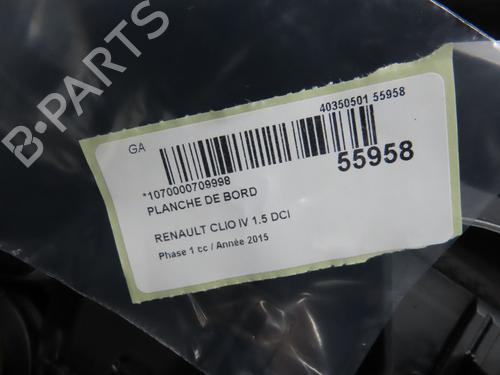 B-PARTS
GA
40350501 55958
55958
*1070000709998
PLANCHE DE BORD
RENAULT CLIO IV 1.5 DCI
Phase 1 cc / Année 2015